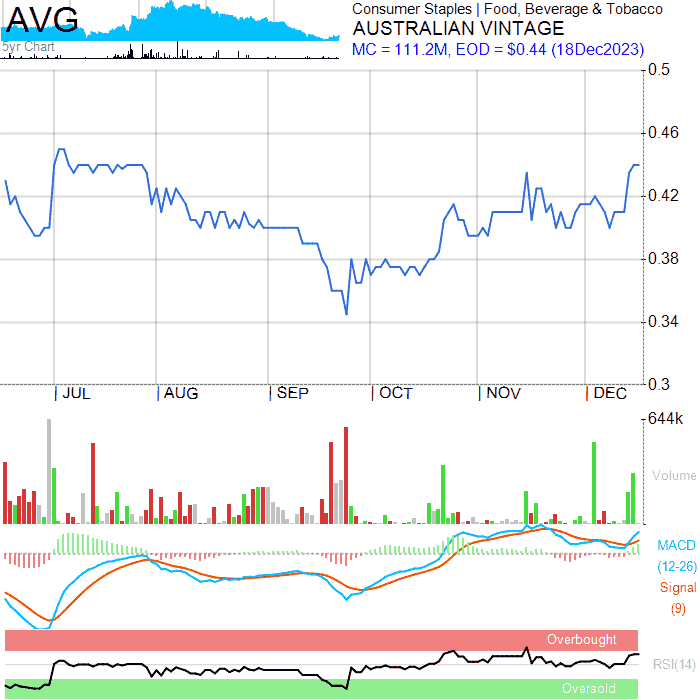 AVG
5yr Chart
Consumer Staples | Food, Beverage & Tobacco
AUSTRALIAN VINTAGE
MC = 111.2M, EOD = $0.44 (18Dec2023)
0.5
0.46
0.42
0.38
0.34
0.3
JUL AUG SEP OCT NOV DEC
644k
Volume
MACD
(12-26)
Signal
(9)
Overbought
RSI(14)
Oversold